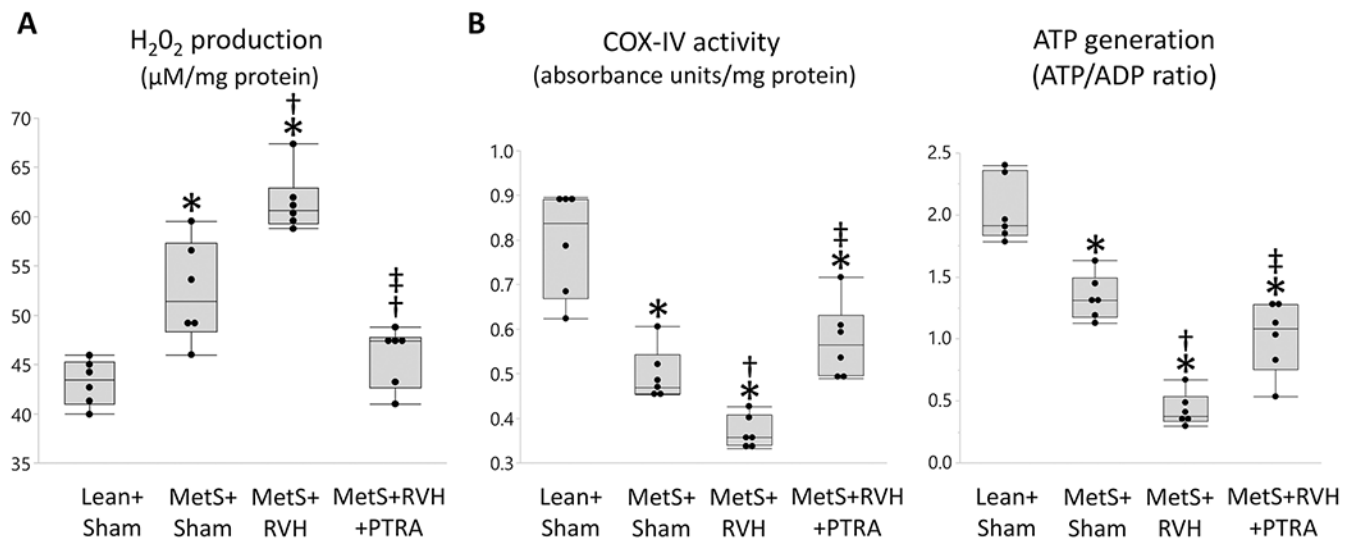 A
H₂0₂ production
(µM/mg protein)
70
65
60
55
50
45
40
35
*
†
*
‡
†
Lean+
Sham
MetS+
Sham
MetS+
RVH
MetS+RVH
+PTRA
B
COX-IV activity
(absorbance units/mg protein)
1.0
0.9
0.8
0.7
0.6
0.5
0.4
0.3
*
†
*
‡
*
Lean+
Sham
MetS+
Sham
MetS+
RVH
MetS+RVH
+PTRA
ATP generation
(ATP/ADP ratio)
2.5
2.0
1.5
1.0
0.5
0.0
*
†
*
‡
*
Lean+
Sham
MetS+
Sham
MetS+
RVH
MetS+RVH
+PTRA